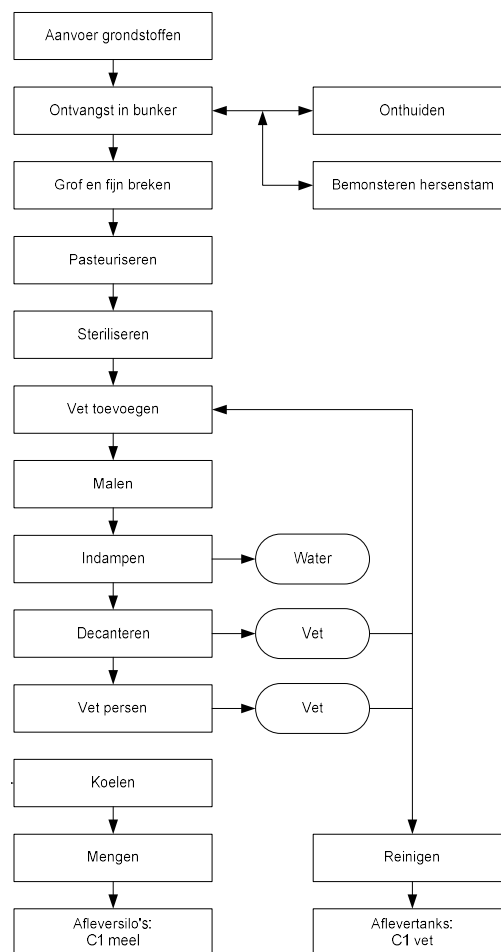 Aanvoer grondstoffen
Ontvangst in bunker
Onthuiden
Grof en fijn breken
Bemonsteren hersenstam
Pasteuriseren
Steriliseren
Vet toevoegen
Malen
Indampen
Water
Decanteren
Vet
Vet persen
Vet
Koelen
Mengen
Reinigen
Afleversilo's:
C1 meel
Aflevertanks:
C1 vet